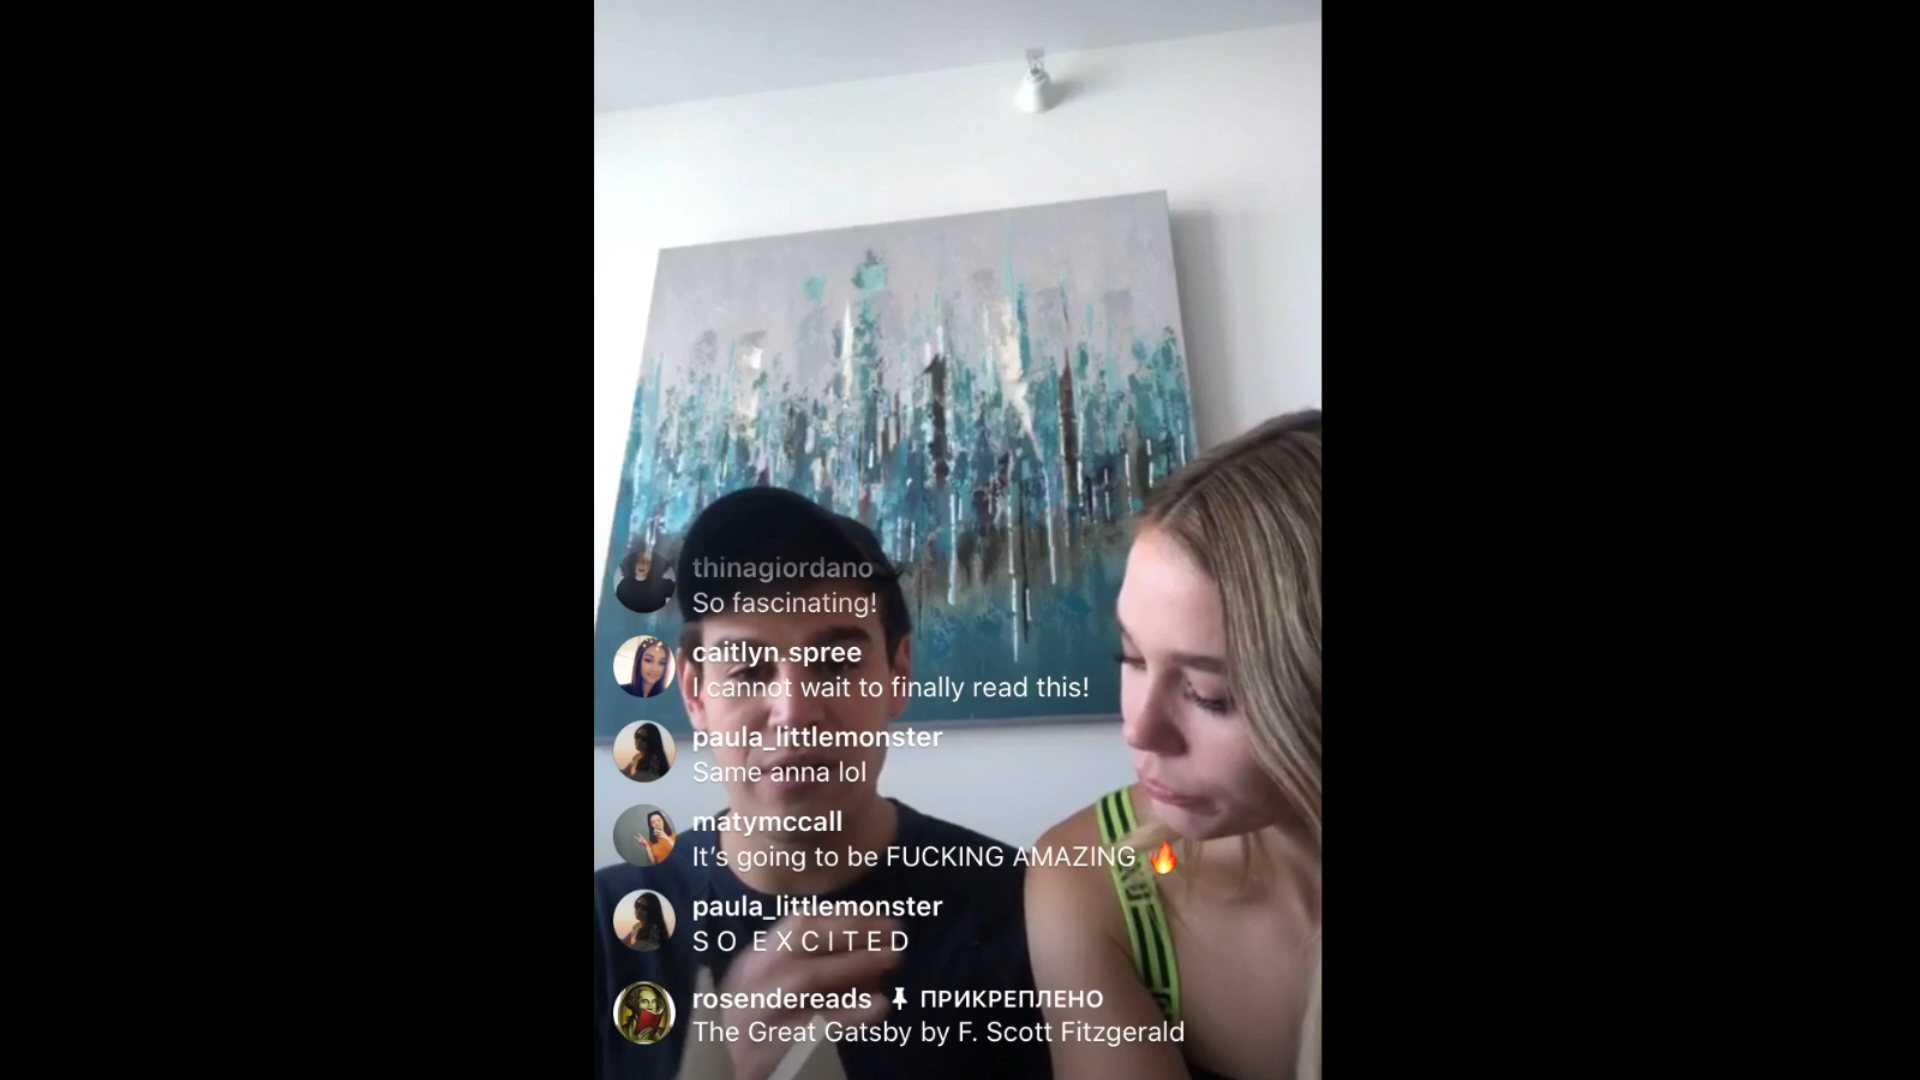 thinagiordano
So fascinating!
caitlyn.spree
I cannot wait to finally read this!
paula_littlemonster
Same anna lol
matymccall
It's going to be FUCKING AMAZING 🔥
paula_littlemonster
S O E X C I T E D
rosendereads 📌 ПРИКРЕПЛЕНО
The Great Gatsby by F. Scott Fitzgerald